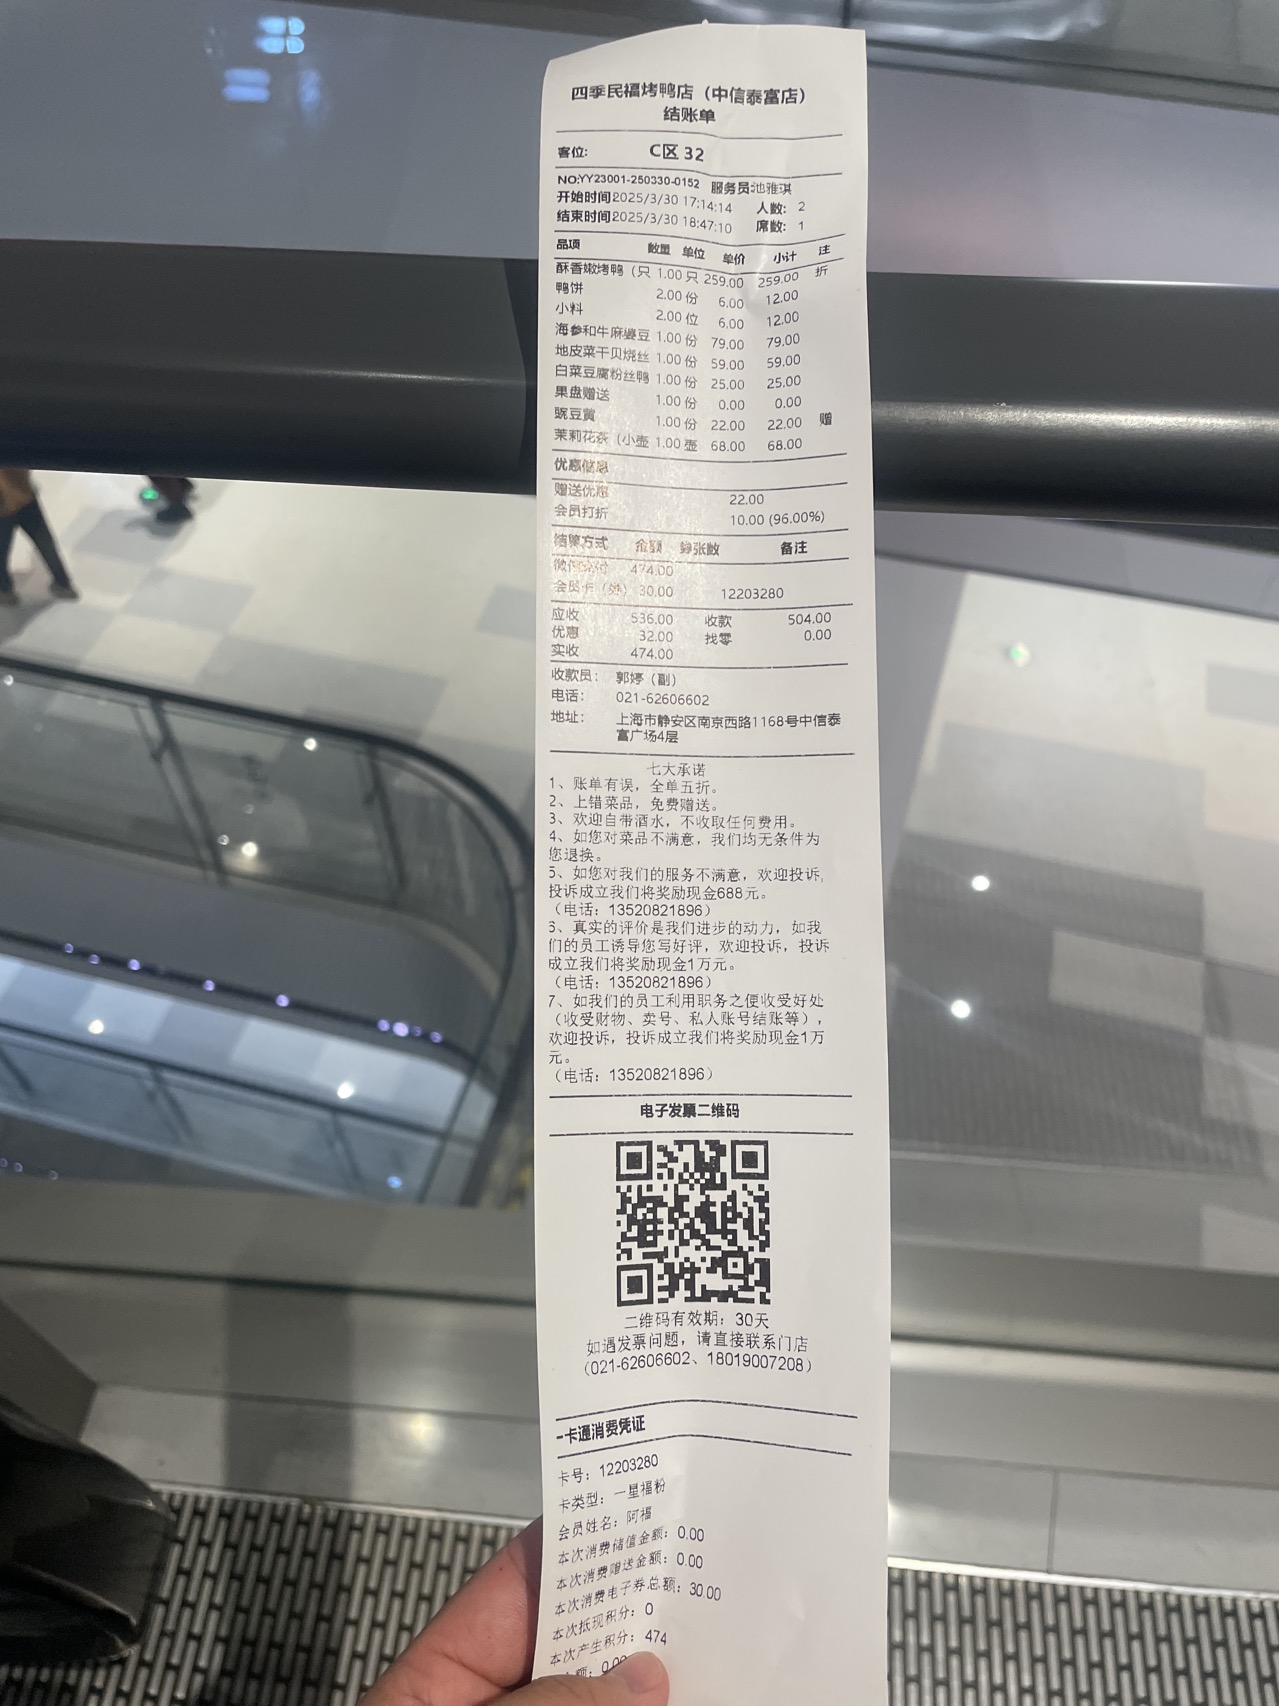 四季民福烤鸭店（中信泰富店）
结账单
客位: C区 32
NO:YY23001-250330-0152 服务员:池雅琪
开始时间2025/3/30 17:14:14 人数: 2
结束时间2025/3/30 18:47:10 席数: 1
品项 数量 单位 单价 小计 注
酥香嫩烤鸭（只 1.00 只 259.00 259.00 折
鸭饼 2.00 份 6.00 12.00
小料 2.00 位 6.00 12.00
海参和牛麻婆豆 1.00 份 79.00 79.00
地皮菜干贝烧丝 1.00 份 59.00 59.00
白菜豆腐粉丝鸭 1.00 份 25.00 25.00
果盘赠送 1.00 份 0.00 0.00
豌豆黄 1.00 份 22.00 22.00 赠
茉莉花茶（小壶 1.00 壶 68.00 68.00
优惠信息
赠送优惠 22.00
会员打折 10.00 (96.00%)
结算方式 金额 券张数 备注
474.00
会员卡（券） 30.00 12203280
应收 536.00 收款 504.00
优惠 32.00 找零 0.00
实收 474.00
收款员: 郭婷（副）
电话: 021-62606602
地址: 上海市静安区南京西路1168号中信泰
富广场4层
七大承诺
1、账单有误，全单五折。
2、上错菜品，免费赠送。
3、欢迎自带酒水，不收取任何费用。
4、如您对菜品不满意，我们均无条件为
您退换。
5、如您对我们的服务不满意，欢迎投诉,
投诉成立我们将奖励现金688元。
（电话：13520821896）
6、真实的评价是我们进步的动力，如我
们的员工诱导您写好评，欢迎投诉，投诉
成立我们将奖励现金1万元。
（电话：13520821896）
7、如我们的员工利用职务之便收受好处
（收受财物、卖号、私人账号结账等），
欢迎投诉，投诉成立我们将奖励现金1万
元。
（电话：13520821896）
电子发票二维码
二维码有效期：30天
如遇发票问题，请直接联系门店
（021-62606602、18019007208）
一卡通消费凭证
卡号：12203280
卡类型：一星福粉
会员姓名：阿福
本次消费储值金额：0.00
本次消费赠送金额：0.00
本次消费电子券总额：30.00
本次抵现积分：0
本次产生积分：474
额：0.00